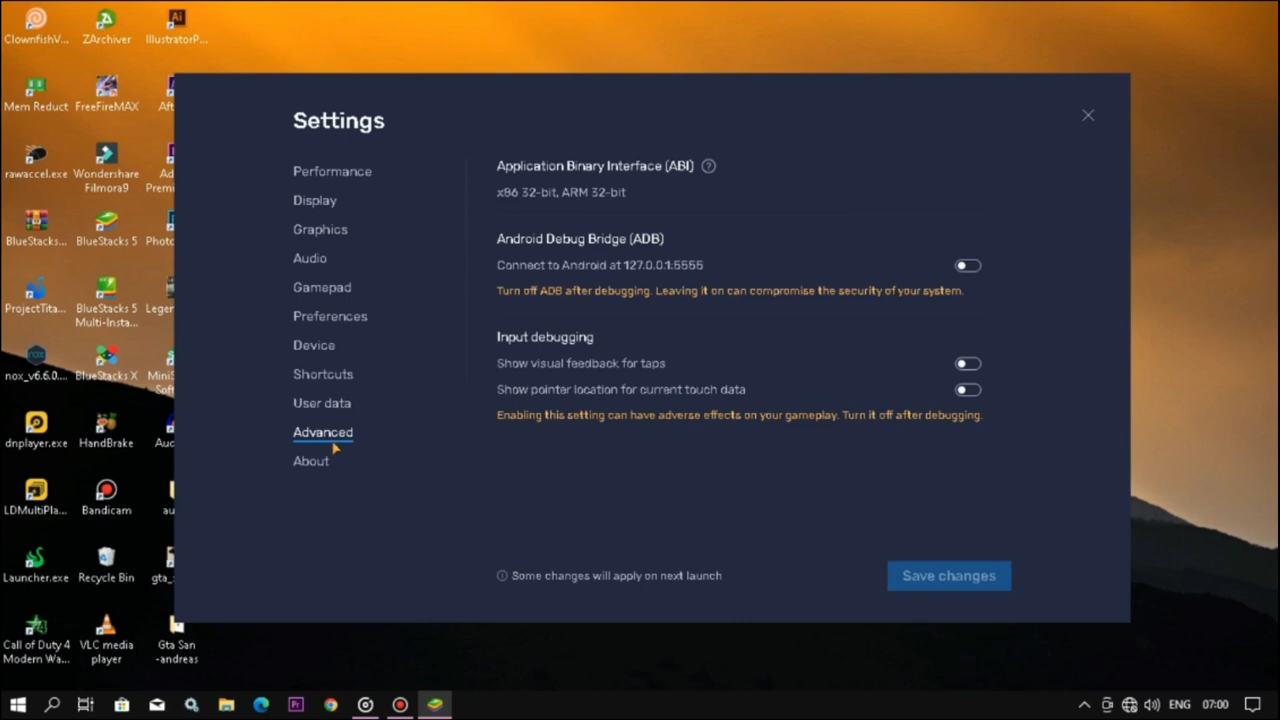 ClownfishV...
ZArchiver
IllustratorP...
Mem Reduct
FreeFireMAX
Aft
rawaccel.exe
Wondershare
Filmora9
Ad
Premi
BlueStacks...
BlueStacks 5
Photo
ProjectTita...
BlueStacks 5
Multi-Insta...
Legen
nox_v6.6.0....
BlueStacks X
MiniS
Soft
dnplayer.exe
HandBrake
Auc
LDMultiPla...
Bandicam
au
Launcher.exe
Recycle Bin
gta_
Call of Duty 4
Modern Wa...
VLC media
player
Gta San
-andreas
Settings
Performance
Display
Graphics
Audio
Gamepad
Preferences
Device
Shortcuts
User data
Advanced
About
Application Binary Interface (ABI) ?
x86 32-bit, ARM 32-bit
Android Debug Bridge (ADB)
Connect to Android at 127.0.0.1:5555
Turn off ADB after debugging. Leaving it on can compromise the security of your system.
Input debugging
Show visual feedback for taps
Show pointer location for current touch data
Enabling this setting can have adverse effects on your gameplay. Turn it off after debugging.
Some changes will apply on next launch
Save changes
Pr
ENG
07:00